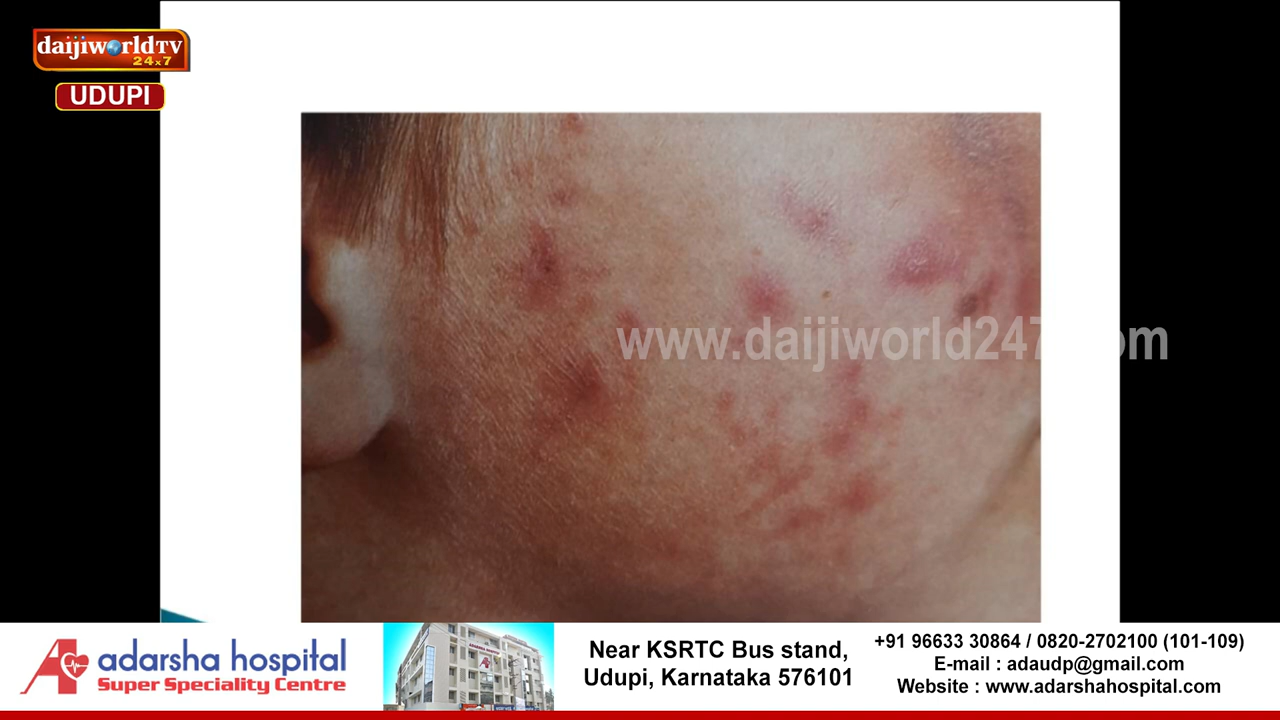 daijiworldTV
24x7
UDUPI
www.daijiworld247.com
adarsha hospital
Super Speciality Centre
Near KSRTC Bus stand,
Udupi, Karnataka 576101
+91 96633 30864 / 0820-2702100 (101-109)
E-mail : adaudp@gmail.com
Website : www.adarshahospital.com